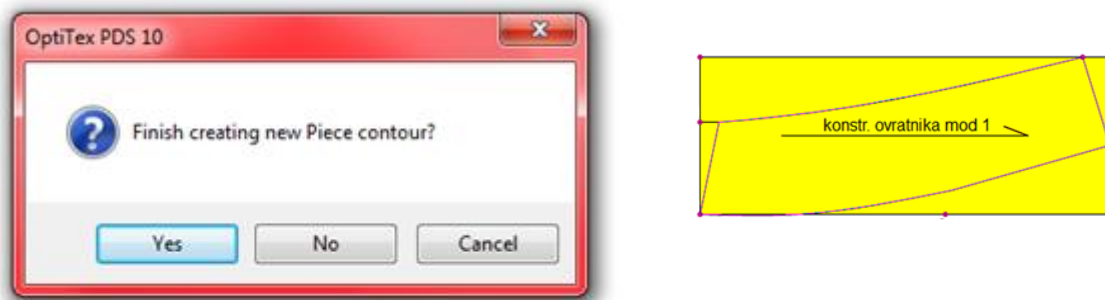 OptiTex PDS 10
Finish creating new Piece contour?
Yes No Cancel
konstr. ovratnika mod 1